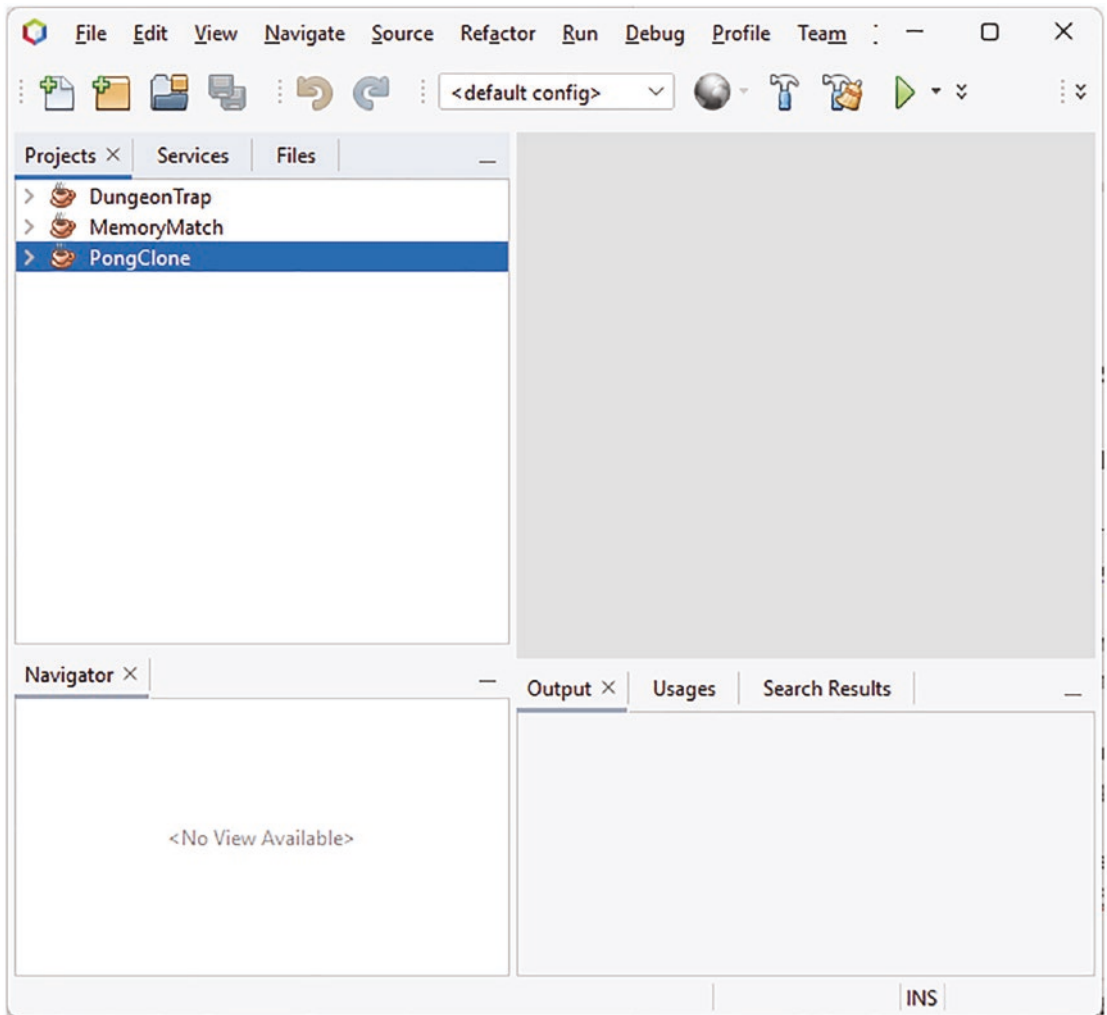 File Edit View Navigate Source Refactor Run Debug Profile Team
<default config>
Projects Services Files
DungeonTrap
MemoryMatch
PongClone
Navigator
<No View Available>
Output Usages Search Results
INS